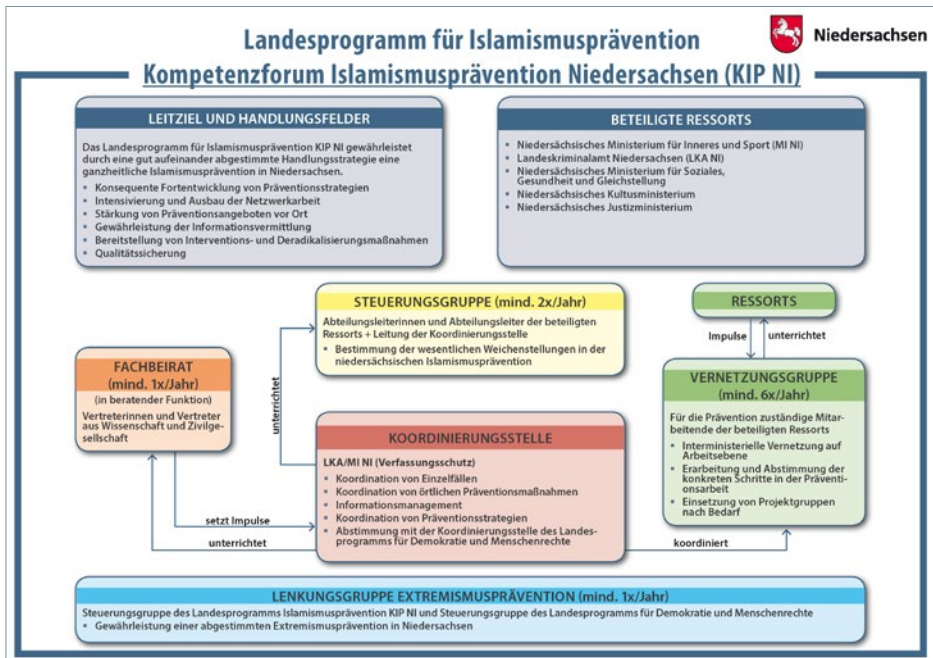 Landesprogramm für Islamismusprävention
Kompetenzforum Islamismusprävention Niedersachsen (KIP NI)
Niedersachsen
LEITZIEL UND HANDLUNGSFELDER
Das Landesprogramm für Islamismusprävention KIP NI gewährleistet
durch eine gut aufeinander abgestimmte Handlungsstrategie eine
ganzheitliche Islamismusprävention in Niedersachsen.
▪ Konsequente Fortentwicklung von Präventionsstrategien
▪ Intensivierung und Ausbau der Netzwerkarbeit
▪ Stärkung von Präventionsangeboten vor Ort
▪ Gewährleistung der Informationsvermittlung
▪ Bereitstellung von Interventions- und Deradikalisierungsmaßnahmen
▪ Qualitätssicherung
BETEILIGTE RESSORTS
▪ Niedersächsisches Ministerium für Inneres und Sport (MI NI)
▪ Landeskriminalamt Niedersachsen (LKA NI)
▪ Niedersächsisches Ministerium für Soziales,
Gesundheit und Gleichstellung
▪ Niedersächsisches Kultusministerium
▪ Niedersächsisches Justizministerium
STEUERUNGSGRUPPE (mind. 2x/Jahr)
Abteilungsleiterinnen und Abteilungsleiter der beteiligten
Ressorts + Leitung der Koordinierungsstelle
▪ Bestimmung der wesentlichen Weichenstellungen in der
niedersächsischen Islamismusprävention
RESSORTS
Impulse
unterrichtet
FACHBEIRAT
(mind. 1x/Jahr)
(in beratender Funktion)
Vertreterinnen und Vertreter
aus Wissenschaft und Zivilge-
sellschaft
unterrichtet
VERNETZUNGSGRUPPE
(mind. 6x/Jahr)
Für die Prävention zuständige Mitar-
beitende der beteiligten Ressorts
▪ Interministerielle Vernetzung auf
Arbeitsebene
▪ Erarbeitung und Abstimmung der
konkreten Schritte in der Präventi-
onsarbeit
▪ Einsetzung von Projektgruppen
nach Bedarf
KOORDINIERUNGSSTELLE
LKA/MI NI (Verfassungsschutz)
▪ Koordination von Einzelfällen
▪ Koordination von örtlichen Präventionsmaßnahmen
▪ Informationsmanagement
▪ Koordination von Präventionsstrategien
▪ Abstimmung mit der Koordinierungsstelle des Landes-
programms für Demokratie und Menschenrechte
setzt Impulse
unterrichtet
koordiniert
LENKUNGSGRUPPE EXTREMISMUSPRÄVENTION (mind. 1x/Jahr)
Steuerungsgruppe des Landesprogramms Islamismusprävention KIP NI und Steuerungsgruppe des Landesprogramms für Demokratie und Menschenrechte
▪ Gewährleistung einer abgestimmten Extremismusprävention in Niedersachsen